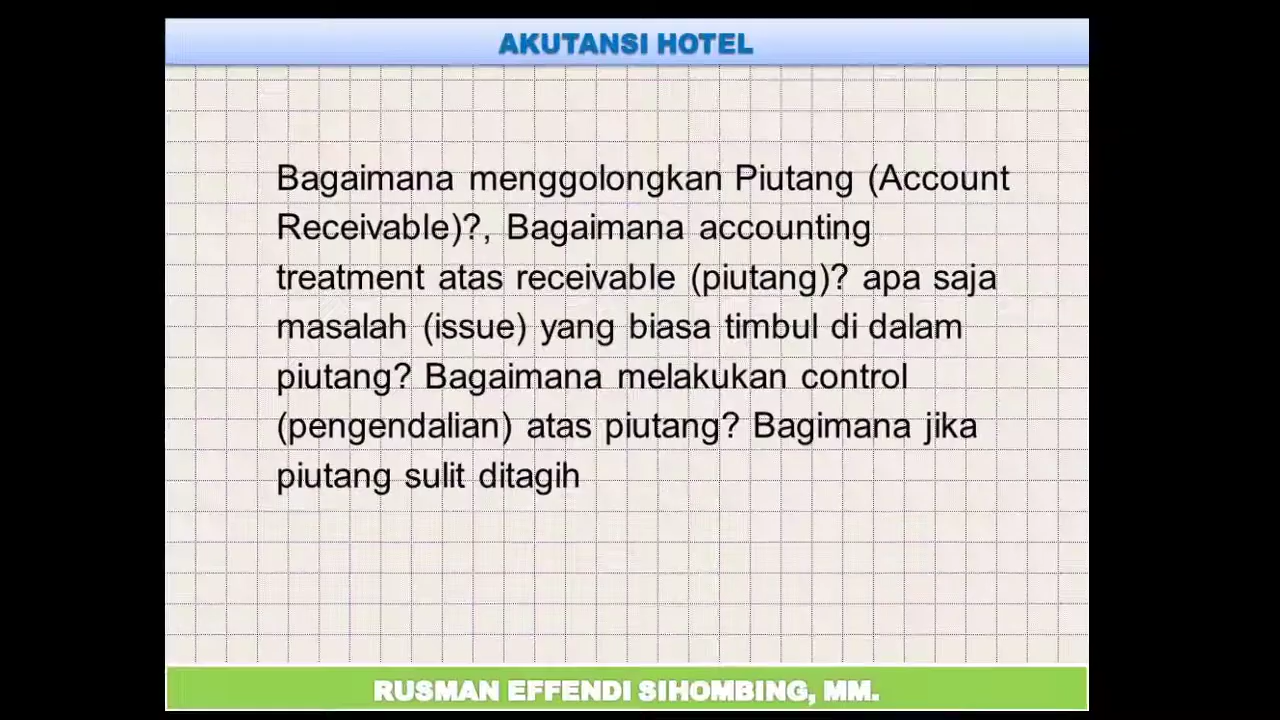 AKUTANSI HOTEL
Bagaimana menggolongkan Piutang (Account
Receivable)?, Bagaimana accounting
treatment atas receivable (piutang)? apa saja
masalah (issue) yang biasa timbul di dalam
piutang? Bagaimana melakukan control
(pengendalian) atas piutang? Bagimana jika
piutang sulit ditagih
RUSMAN EFFENDI SIHOMBING, MM.